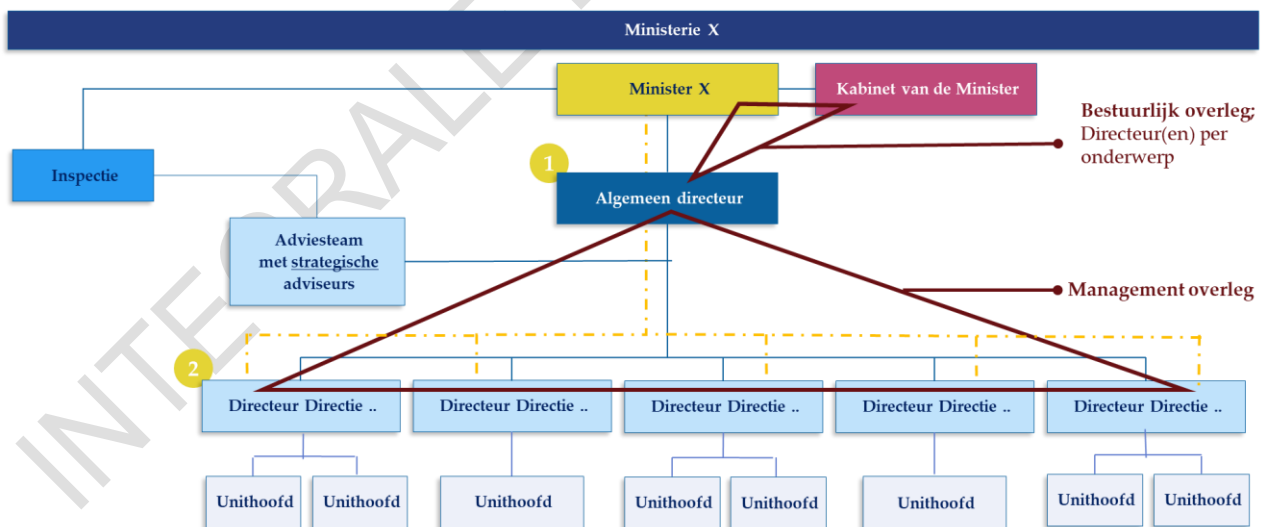 Ministerie X
Minister X
Kabinet van de Minister
Bestuurlijk overleg;
Directeur(en) per
onderwerp
1
Inspectie
Algemeen directeur
Adviesteam
met strategische
adviseurs
Management overleg
2
Directeur Directie ..
Directeur Directie ..
Directeur Directie ..
Directeur Directie ..
Directeur Directie ..
Unithoofd
Unithoofd
Unithoofd
Unithoofd
Unithoofd
Unithoofd
Unithoofd
Unithoofd
INTEGRALE